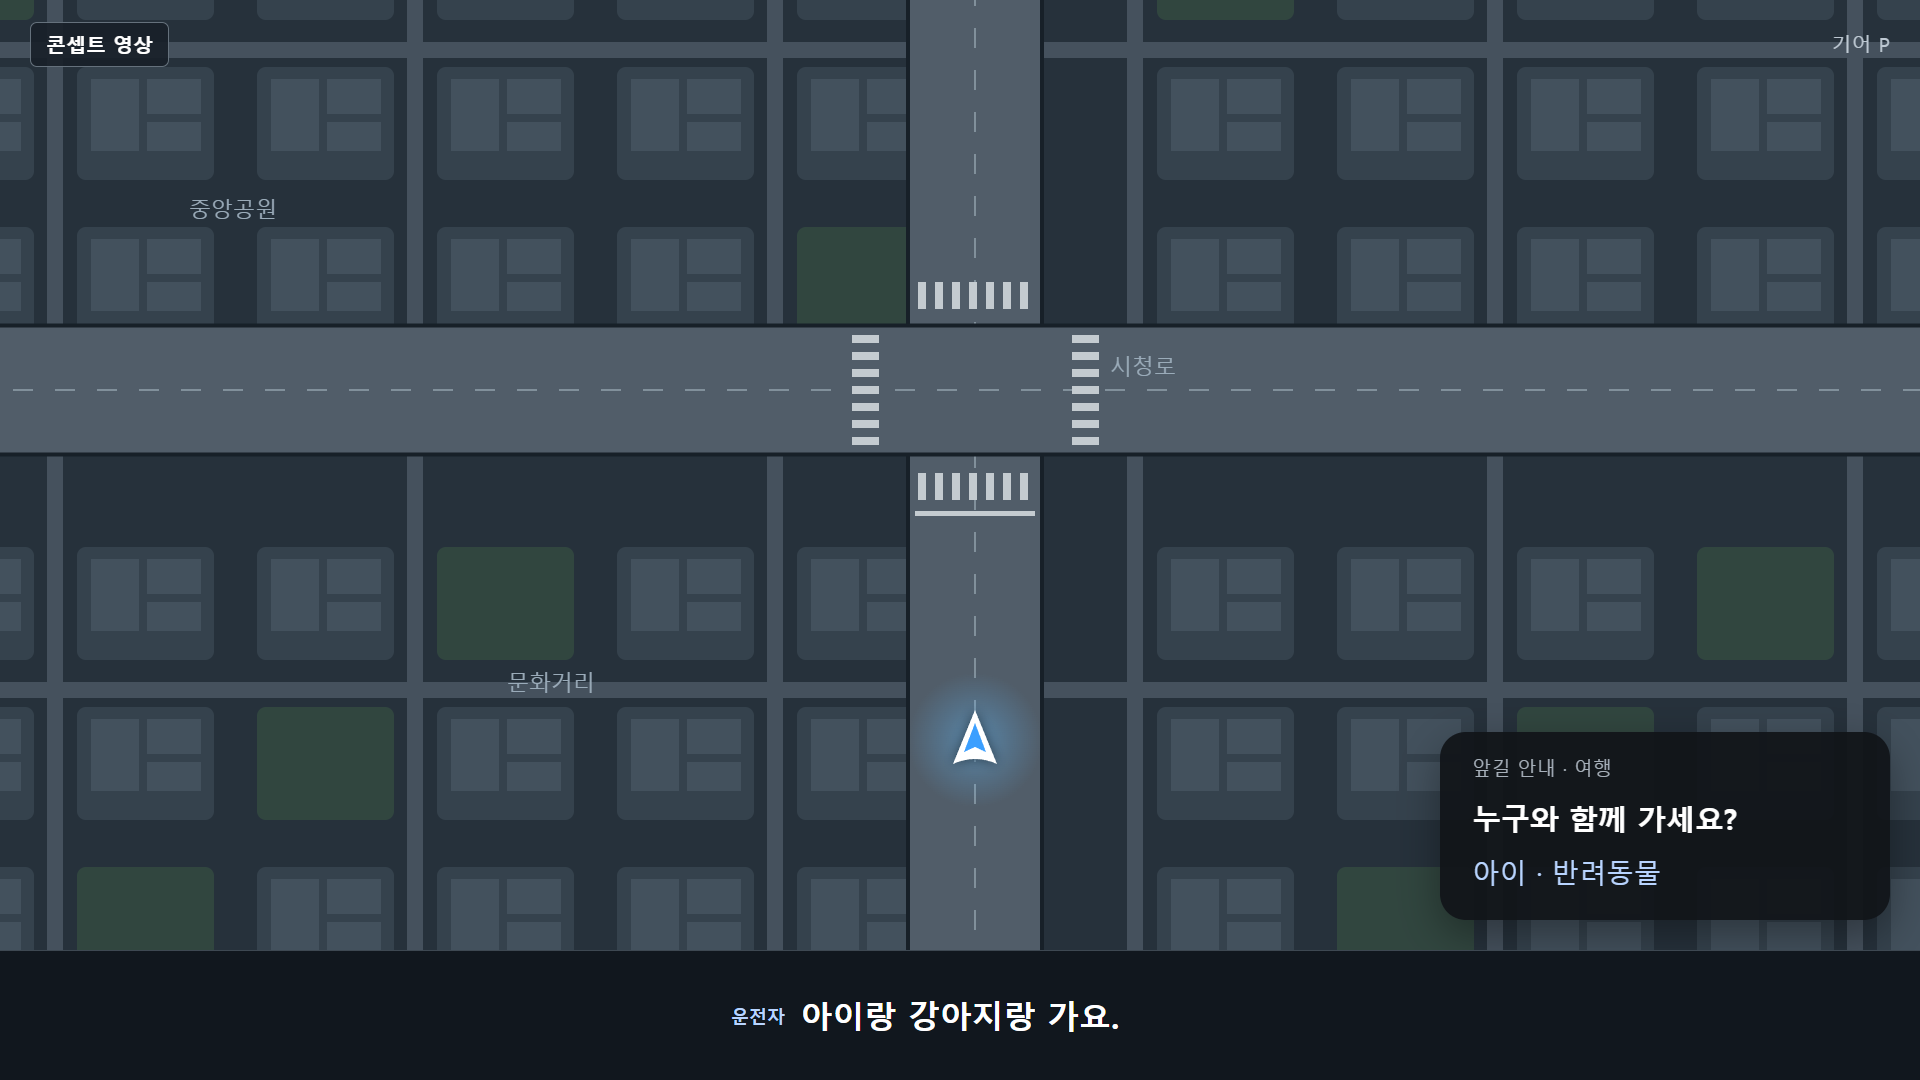 콘셉트 영상
기어 P
중앙공원
시청로
문화거리
앞길 안내 · 여행
누구와 함께 가세요?
아이 · 반려동물
운전자 아이랑 강아지랑 가요.